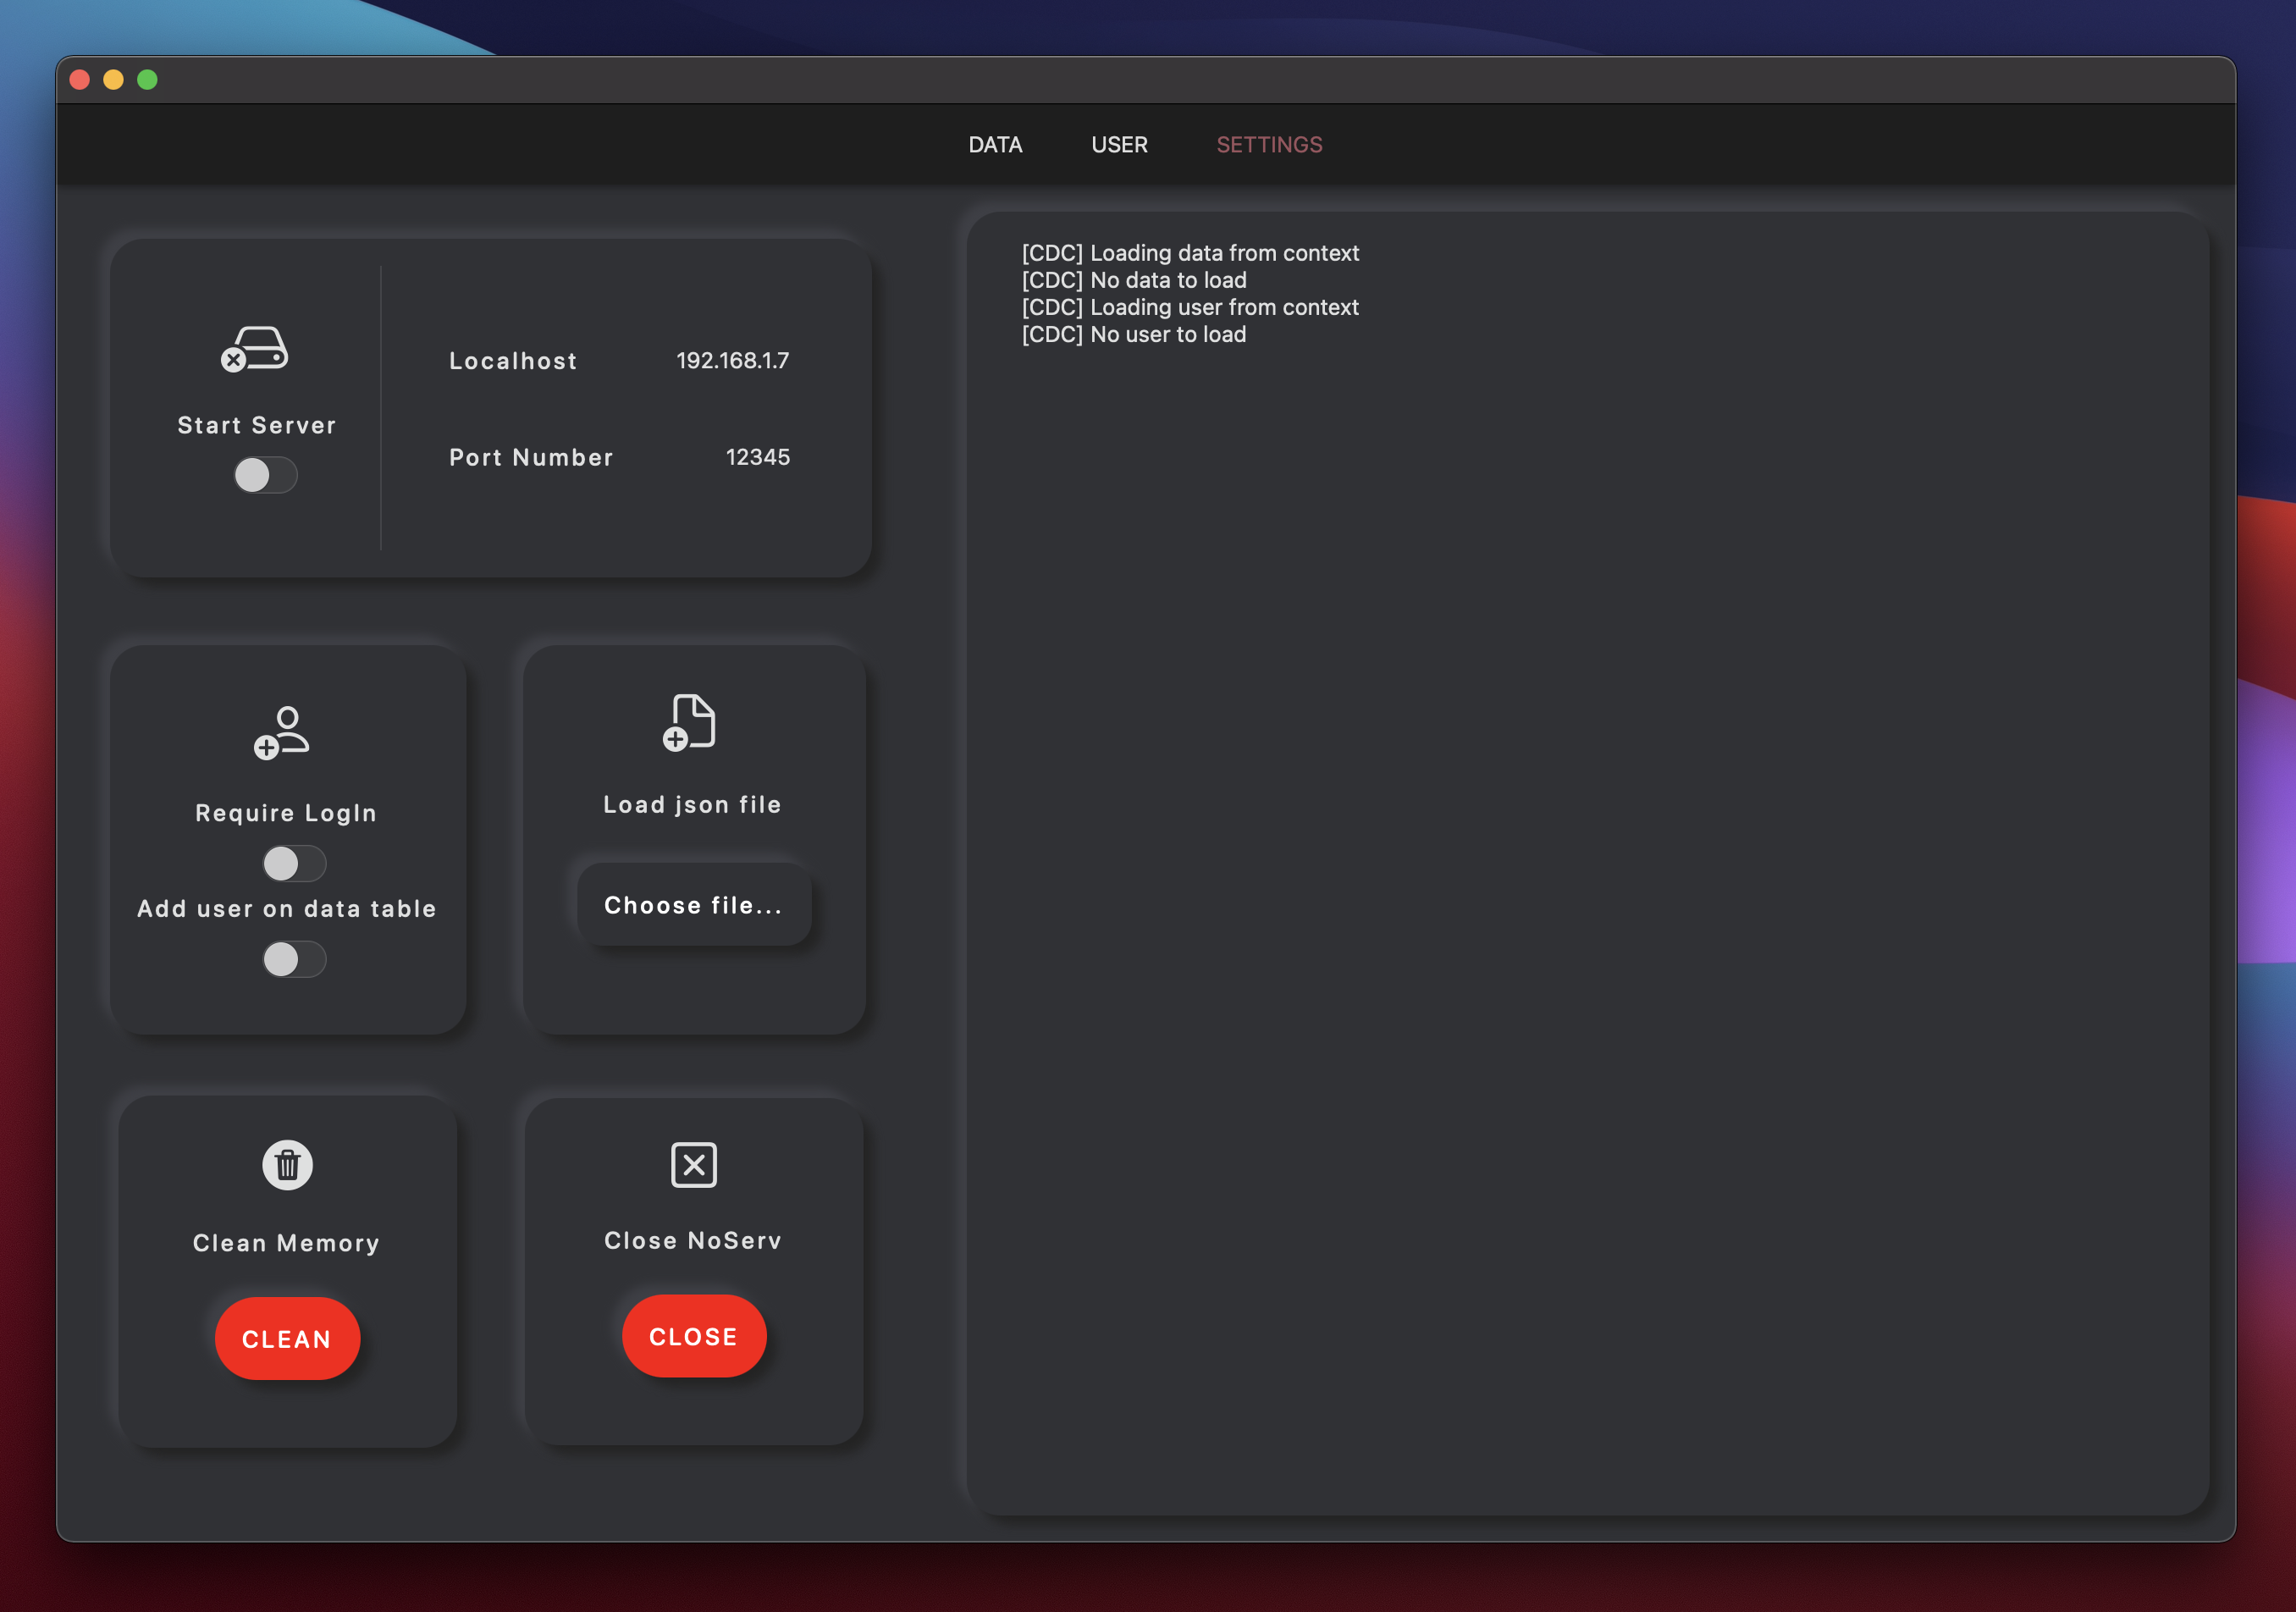 DATA USER SETTINGS
Start Server
Localhost 192.168.1.7
Port Number 12345
Require LogIn
Add user on data table
Load json file
Choose file...
Clean Memory
CLEAN
Close NoServ
CLOSE
[CDC] Loading data from context
[CDC] No data to load
[CDC] Loading user from context
[CDC] No user to load